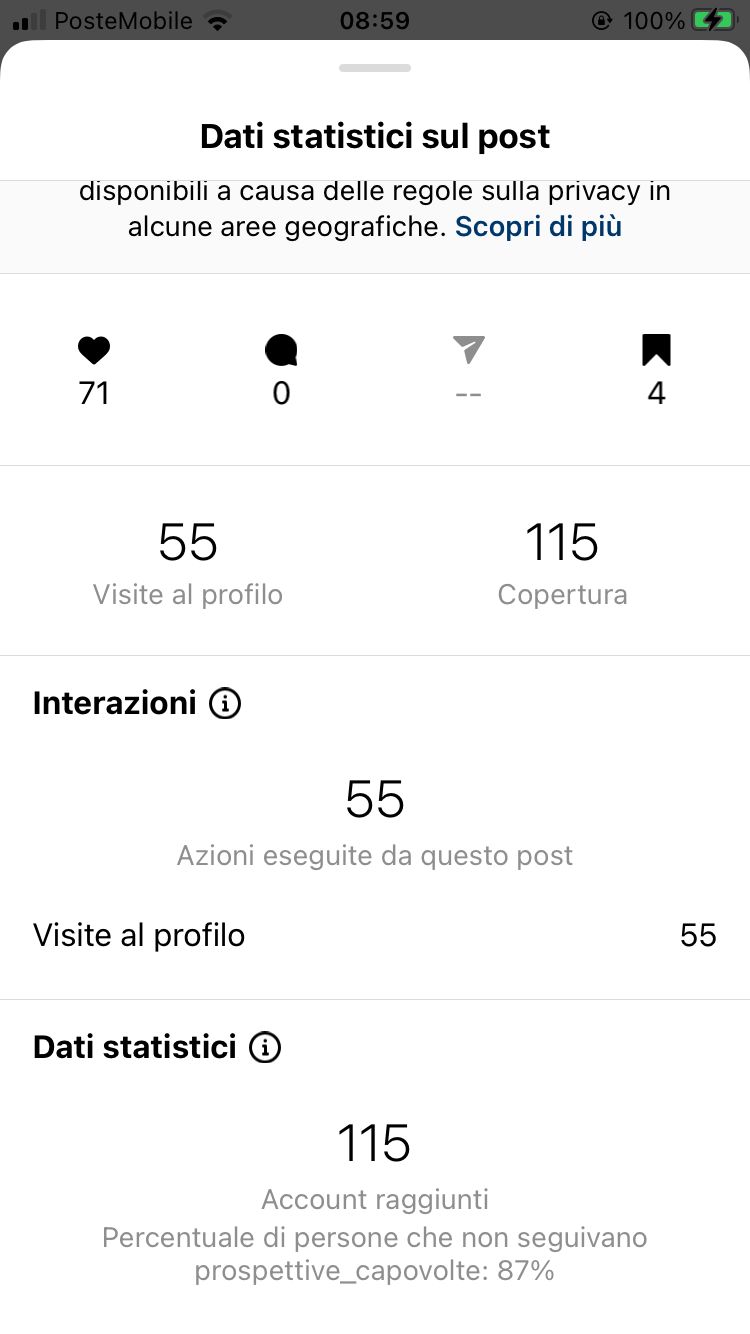 PosteMobile 08:59 100%
Dati statistici sul post
disponibili a causa delle regole sulla privacy in
alcune aree geografiche. Scopri di più
71 0 -- 4
55 115
Visite al profilo Copertura
Interazioni
55
Azioni eseguite da questo post
Visite al profilo 55
Dati statistici
115
Account raggiunti
Percentuale di persone che non seguivano
prospettive_capovolte: 87%